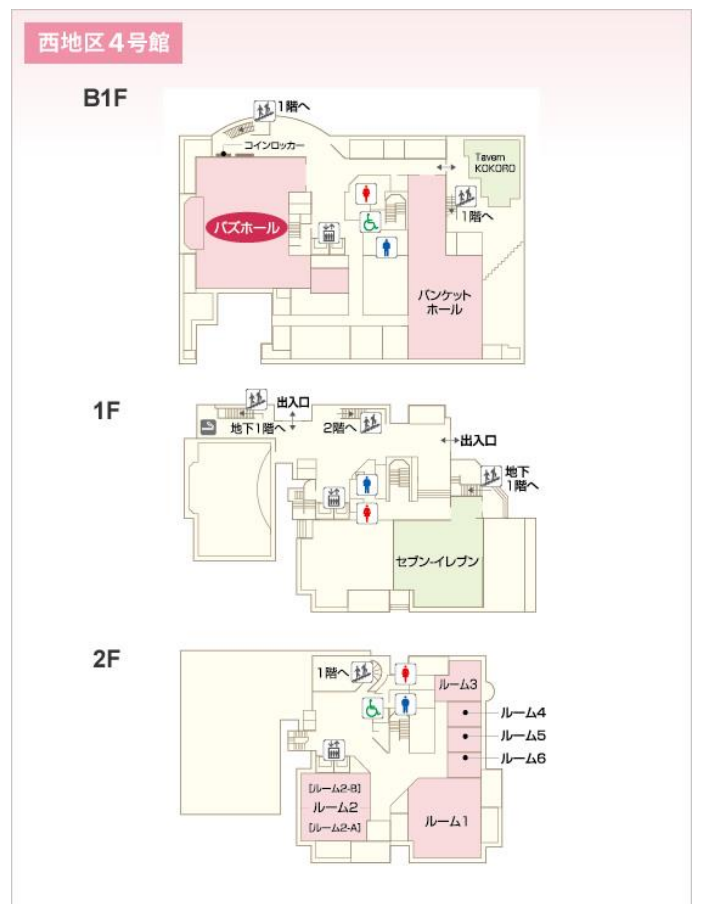 西地区4号館
B1F
1階へ
コインロッカー
Tavern
KOKORO
1階へ
バズホール
バンケット
ホール
1F
出入口
地下1階へ
2階へ
出入口
地下
1階へ
セブン-イレブン
2F
1階へ
ルーム3
ルーム4
ルーム5
ルーム6
[ルーム2-B]
ルーム2
[ルーム2-A]
ルーム1